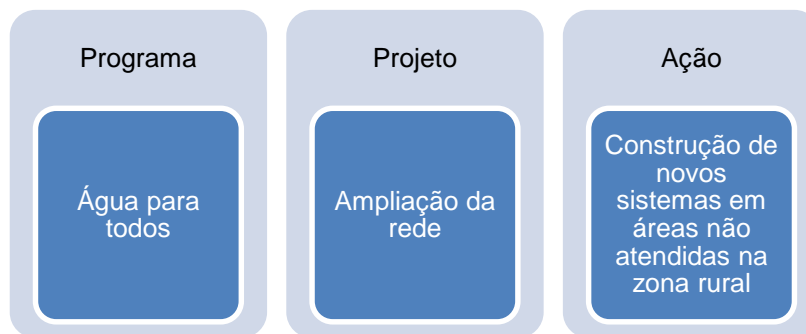 Programa
Água para
todos
Projeto
Ampliação da
rede
Ação
Construção de
novos
sistemas em
áreas não
atendidas na
zona rural